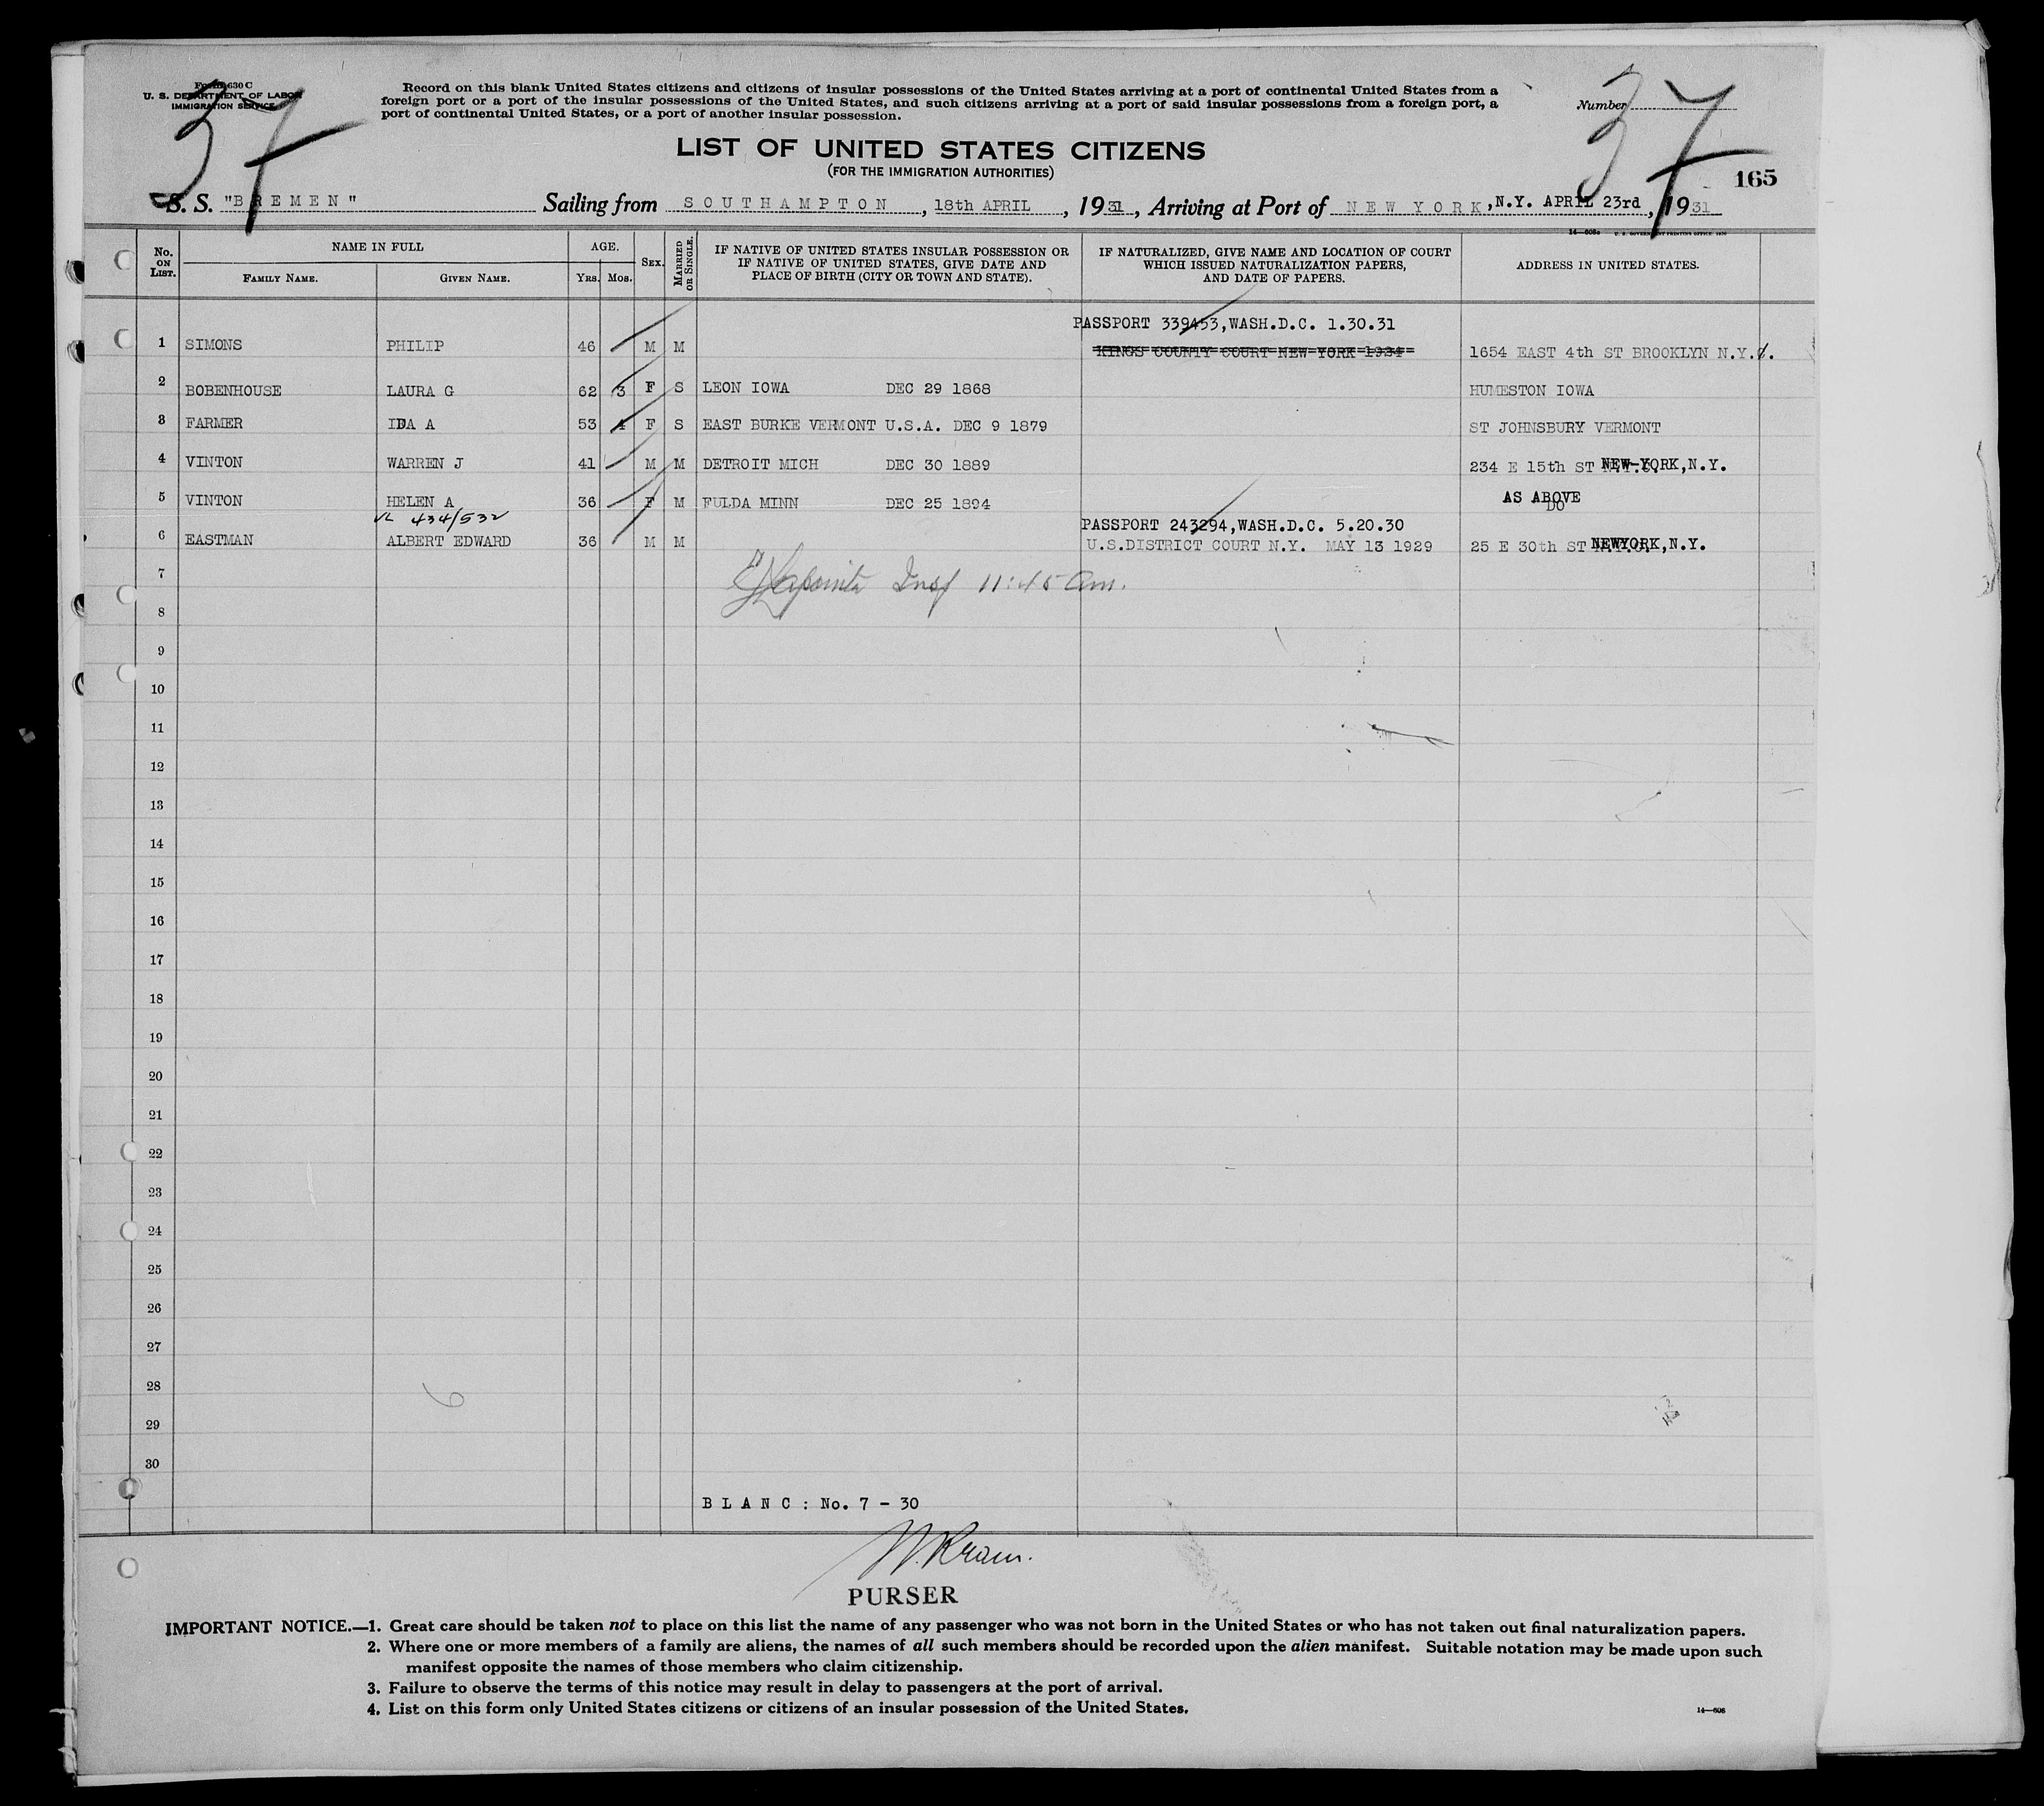 Form 630 C
U. S. DEPARTMENT OF LABOR
IMMIGRATION SERVICE
37
Record on this blank United States citizens and citizens of insular possessions of the United States arriving at a port of continental United States from a
foreign port or a port of the insular possessions of the United States, and such citizens arriving at a port of said insular possessions from a foreign port, a
port of continental United States, or a port of another insular possession.
Number
37
LIST OF UNITED STATES CITIZENS
(FOR THE IMMIGRATION AUTHORITIES)
165
S. S. "BREMEN" Sailing from SOUTHAMPTON, 18th APRIL, 1931, Arriving at Port of NEW YORK, N.Y. APRIL 23rd, 1931
14—608a U. S. GOVERNMENT PRINTING OFFICE: 1930
No. ON LIST. NAME IN FULL AGE. SEX. MARRIED OR SINGLE. IF NATIVE OF UNITED STATES INSULAR POSSESSION OR IF NATIVE OF UNITED STATES, GIVE DATE AND PLACE OF BIRTH (CITY OR TOWN AND STATE). IF NATURALIZED, GIVE NAME AND LOCATION OF COURT WHICH ISSUED NATURALIZATION PAPERS, AND DATE OF PAPERS. ADDRESS IN UNITED STATES.
FAMILY NAME. GIVEN NAME. YRS. MOS.
PASSPORT 339453,WASH.D.C. 1.30.31
1 SIMONS PHILIP 46 M M KINGS COUNTY COURT NEW YORK 1924 1654 EAST 4th ST BROOKLYN N.Y.
2 BOBENHOUSE LAURA G 62 3 F S LEON IOWA DEC 29 1868 HUMESTON IOWA
3 FARMER IDA A 53 4 F S EAST BURKE VERMONT U.S.A. DEC 9 1879 ST JOHNSBURY VERMONT
4 VINTON WARREN J 41 M M DETROIT MICH DEC 30 1889 234 E 15th ST NEW-YORK,N.Y.
5 VINTON HELEN A 36 F M FULDA MINN DEC 25 1894 AS ABOVE DO
VL 434/532
PASSPORT 243294,WASH.D.C. 5.20.30
6 EASTMAN ALBERT EDWARD 36 M M U.S.DISTRICT COURT N.Y. MAY 13 1929 25 E 30th ST NEWYORK,N.Y.
7 Lapointe Insp 11:45 am.
8
9
10
11
12
13
14
15
16
17
18
19
20
21
22
23
24
25
26
27
28 6
29
30
BLANC: No. 7 - 30
PURSER
IMPORTANT NOTICE.—1. Great care should be taken not to place on this list the name of any passenger who was not born in the United States or who has not taken out final naturalization papers.
2. Where one or more members of a family are aliens, the names of all such members should be recorded upon the alien manifest. Suitable notation may be made upon such
manifest opposite the names of those members who claim citizenship.
3. Failure to observe the terms of this notice may result in delay to passengers at the port of arrival.
4. List on this form only United States citizens or citizens of an insular possession of the United States.
14—608